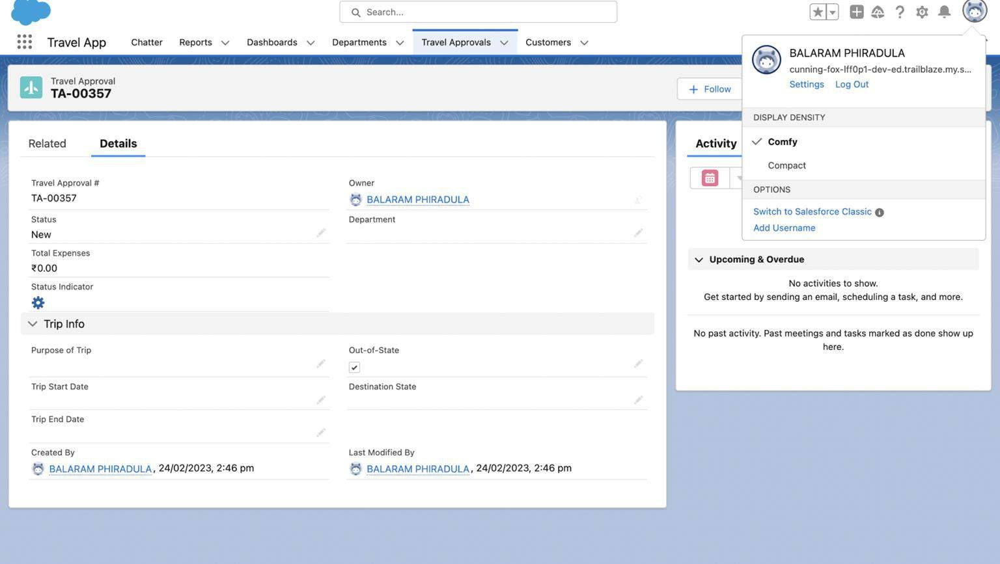 Search...
Travel App
Chatter
Reports
Dashboards
Departments
Travel Approvals
Customers
BALARAM PHIRADULA
cunning-fox-lff0p1-dev-ed.trailblaze.my.s...
Settings Log Out
Travel Approval
TA-00357
Follow
DISPLAY DENSITY
Comfy
Compact
OPTIONS
Switch to Salesforce Classic
Add Username
Related
Details
Travel Approval #
TA-00357
Owner
BALARAM PHIRADULA
Status
New
Department
Total Expenses
₹0.00
Status Indicator
Trip Info
Purpose of Trip
Out-of-State
Trip Start Date
Destination State
Trip End Date
Created By
BALARAM PHIRADULA, 24/02/2023, 2:46 pm
Last Modified By
BALARAM PHIRADULA, 24/02/2023, 2:46 pm
Activity
Upcoming & Overdue
No activities to show.
Get started by sending an email, scheduling a task, and more.
No past activity. Past meetings and tasks marked as done show up
here.